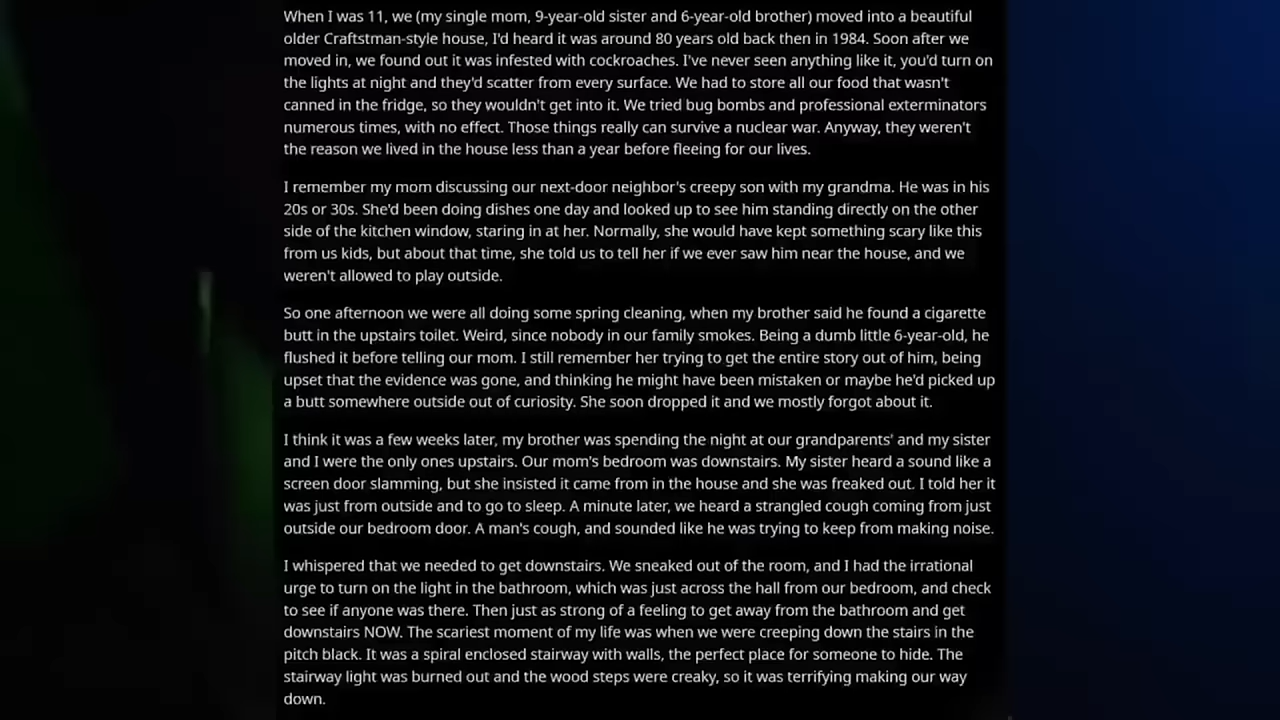 When I was 11, we (my single mom, 9-year-old sister and 6-year-old brother) moved into a beautiful
older Craftstman-style house, I'd heard it was around 80 years old back then in 1984. Soon after we
moved in, we found out it was infested with cockroaches. I've never seen anything like it, you'd turn on
the lights at night and they'd scatter from every surface. We had to store all our food that wasn't
canned in the fridge, so they wouldn't get into it. We tried bug bombs and professional exterminators
numerous times, with no effect. Those things really can survive a nuclear war. Anyway, they weren't
the reason we lived in the house less than a year before fleeing for our lives.
I remember my mom discussing our next-door neighbor's creepy son with my grandma. He was in his
20s or 30s. She'd been doing dishes one day and looked up to see him standing directly on the other
side of the kitchen window, staring in at her. Normally, she would have kept something scary like this
from us kids, but about that time, she told us to tell her if we ever saw him near the house, and we
weren't allowed to play outside.
So one afternoon we were all doing some spring cleaning, when my brother said he found a cigarette
butt in the upstairs toilet. Weird, since nobody in our family smokes. Being a dumb little 6-year-old, he
flushed it before telling our mom. I still remember her trying to get the entire story out of him, being
upset that the evidence was gone, and thinking he might have been mistaken or maybe he'd picked up
a butt somewhere outside out of curiosity. She soon dropped it and we mostly forgot about it.
I think it was a few weeks later, my brother was spending the night at our grandparents' and my sister
and I were the only ones upstairs. Our mom's bedroom was downstairs. My sister heard a sound like a
screen door slamming, but she insisted it came from in the house and she was freaked out. I told her it
was just from outside and to go to sleep. A minute later, we heard a strangled cough coming from just
outside our bedroom door. A man's cough, and sounded like he was trying to keep from making noise.
I whispered that we needed to get downstairs. We sneaked out of the room, and I had the irrational
urge to turn on the light in the bathroom, which was just across the hall from our bedroom, and check
to see if anyone was there. Then just as strong of a feeling to get away from the bathroom and get
downstairs NOW. The scariest moment of my life was when we were creeping down the stairs in the
pitch black. It was a spiral enclosed stairway with walls, the perfect place for someone to hide. The
stairway light was burned out and the wood steps were creaky, so it was terrifying making our way
down.